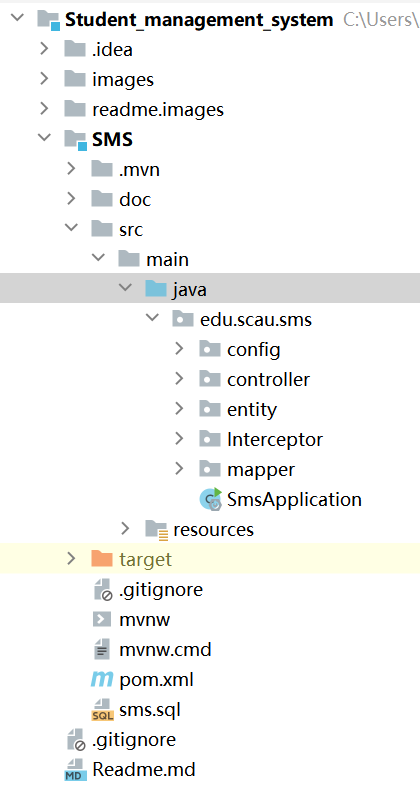 Student_management_system C:\Users\
.idea
images
readme.images
SMS
.mvn
doc
src
main
java
edu.scau.sms
config
controller
entity
Interceptor
mapper
SmsApplication
resources
target
.gitignore
mvnw
mvnw.cmd
pom.xml
sms.sql
.gitignore
Readme.md